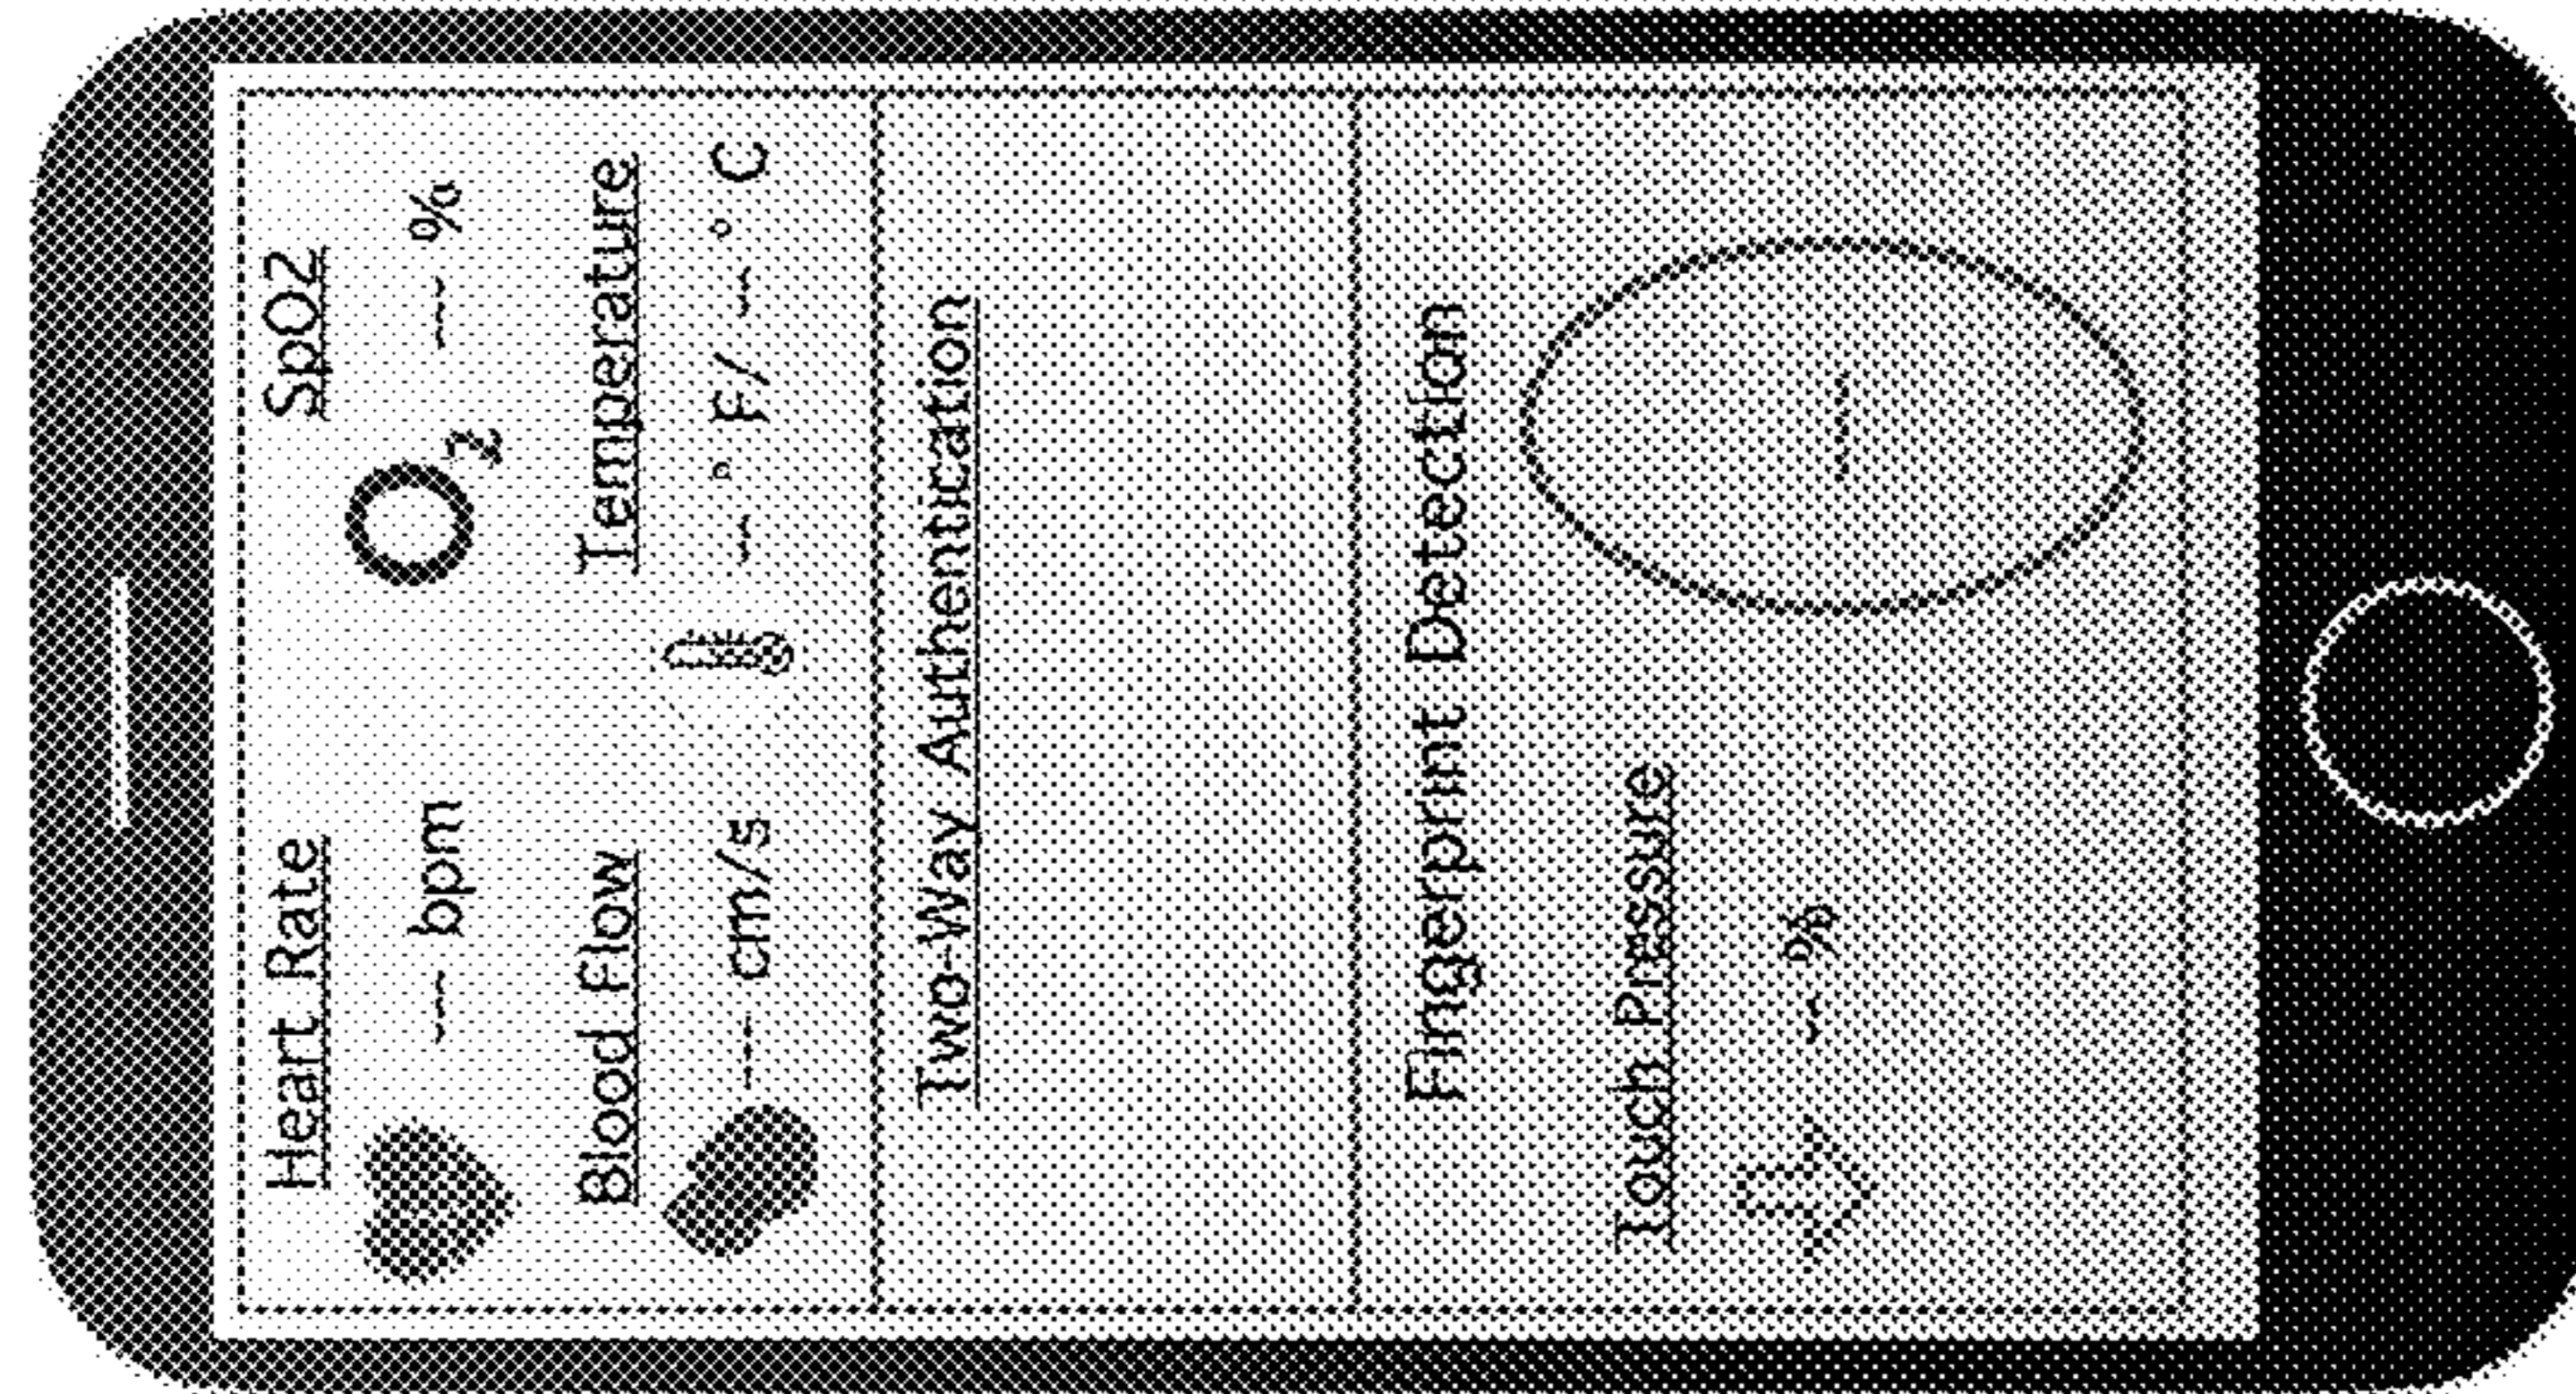 Heart Rate SpO2
--- bpm O2 --- %
Blood Flow Temperature
--- cm/s -- ° F/ -- ° C
Two-Way Authentication
Fingerprint Detection
Touch Pressure
-- %
-----